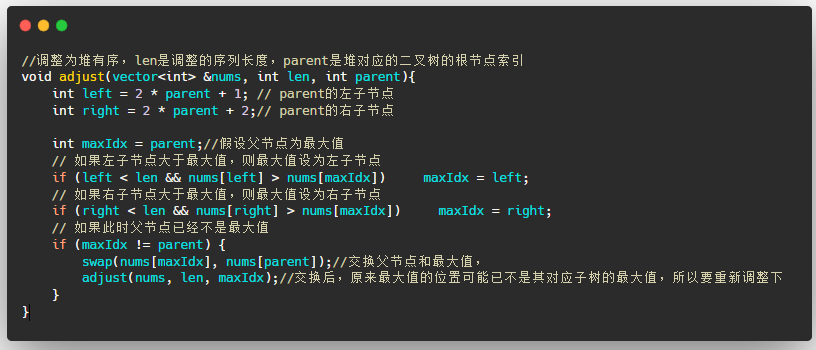 //调整为堆有序，len是调整的序列长度，parent是堆对应的二叉树的根节点索引
void adjust(vector<int> &nums, int len, int parent){
    int left = 2 * parent + 1; // parent的左子节点
    int right = 2 * parent + 2;// parent的右子节点

    int maxIdx = parent;//假设父节点为最大值
    // 如果左子节点大于最大值，则最大值设为左子节点
    if (left < len && nums[left] > nums[maxIdx])     maxIdx = left;
    // 如果右子节点大于最大值，则最大值设为右子节点
    if (right < len && nums[right] > nums[maxIdx])     maxIdx = right;
    // 如果此时父节点已经不是最大值
    if (maxIdx != parent) {
        swap(nums[maxIdx], nums[parent]);//交换父节点和最大值，
        adjust(nums, len, maxIdx);//交换后，原来最大值的位置可能已不是其对应子树的最大值，所以要重新调整下
    }
}